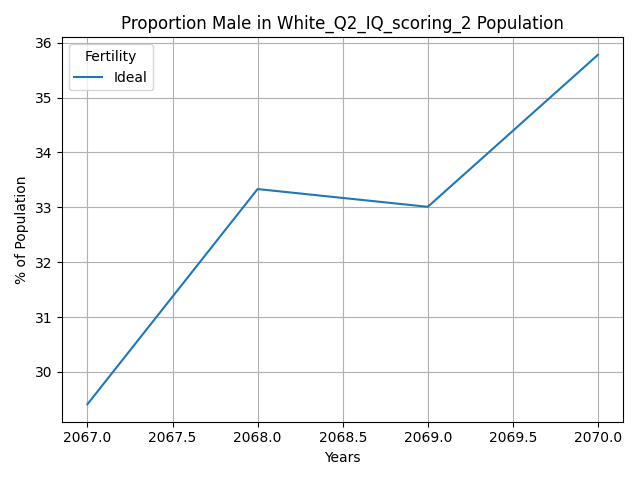 Proportion Male in White_Q2_IQ_scoring_2 Population
36
35
34
33
32
31
30
% of Population
Fertility
Ideal
2067.0 2067.5 2068.0 2068.5 2069.0 2069.5 2070.0
Years